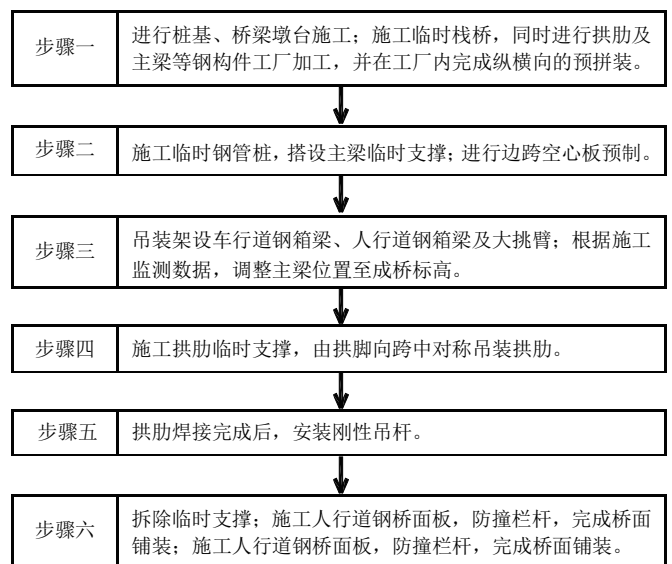 步骤一
进行桩基、桥梁墩台施工；施工临时栈桥，同时进行拱肋及
主梁等钢构件工厂加工，并在工厂内完成纵横向的预拼装。
步骤二
施工临时钢管桩，搭设主梁临时支撑；进行边跨空心板预制。
步骤三
吊装架设车行道钢箱梁、人行道钢箱梁及大挑臂；根据施工
监测数据，调整主梁位置至成桥标高。
步骤四
施工拱肋临时支撑，由拱脚向跨中对称吊装拱肋。
步骤五
拱肋焊接完成后，安装刚性吊杆。
步骤六
拆除临时支撑；施工人行道钢桥面板，防撞栏杆，完成桥面
铺装；施工人行道钢桥面板，防撞栏杆，完成桥面铺装。